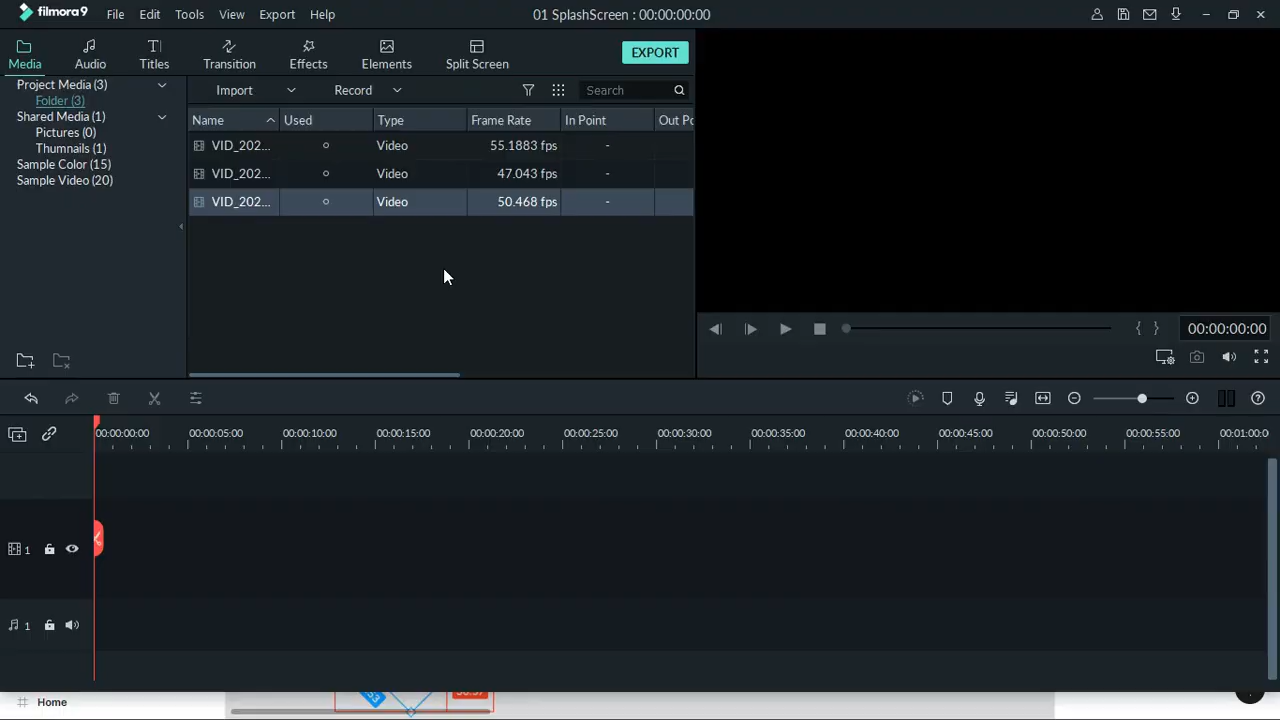 filmora9 File Edit Tools View Export Help 01 SplashScreen : 00:00:00:00
Media Audio Titles Transition Effects Elements Split Screen EXPORT
Project Media (3)
Folder (3)
Shared Media (1)
Pictures (0)
Thumnails (1)
Sample Color (15)
Sample Video (20)
Import Record Search
Name Used Type Frame Rate In Point Out Po
VID_202... Video 55.1883 fps -
VID_202... Video 47.043 fps -
VID_202... Video 50.468 fps -
00:00:00:00
00:00:00:00 00:00:05:00 00:00:10:00 00:00:15:00 00:00:20:00 00:00:25:00 00:00:30:00 00:00:35:00 00:00:40:00 00:00:45:00 00:00:50:00 00:00:55:00 00:01:00:0
1
1
Home